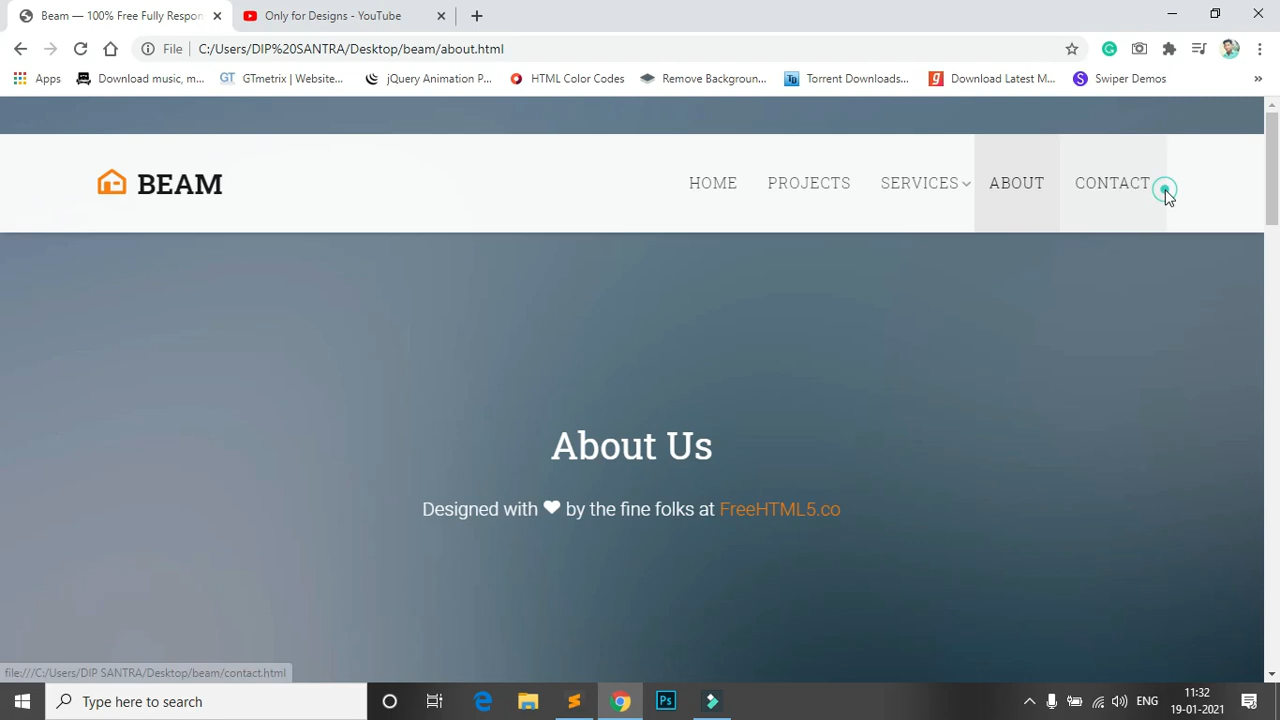 Beam — 100% Free Fully Respon
Only for Designs - YouTube
File
C:/Users/DIP%20SANTRA/Desktop/beam/about.html
Apps
Download music, m...
GTmetrix | Website...
jQuery Animation P...
HTML Color Codes
Remove Backgroun...
Torrent Downloads...
Download Latest M...
Swiper Demos
BEAM
HOME
PROJECTS
SERVICES
ABOUT
CONTACT
About Us
Designed with ❤ by the fine folks at FreeHTML5.co
file:///C:/Users/DIP SANTRA/Desktop/beam/contact.html
Type here to search
Ps
ENG
11:32
19-01-2021